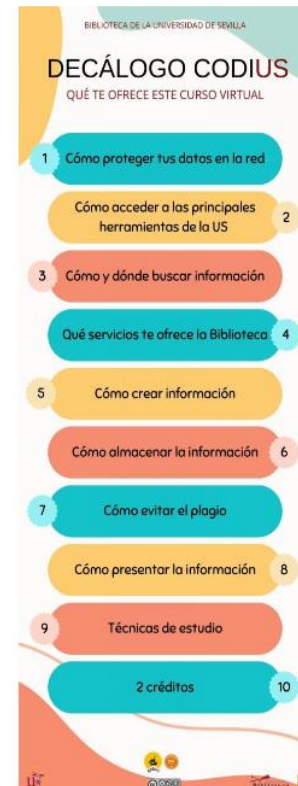 BIBLIOTECA DE LA UNIVERSIDAD DE SEVILLA
DECÁLOGO CODIUS
QUÉ TE OFRECE ESTE CURSO VIRTUAL
1 Cómo proteger tus datos en la red
Cómo acceder a las principales
herramientas de la US 2
3 Cómo y dónde buscar información
Qué servicios te ofrece la Biblioteca 4
5 Cómo crear información
Cómo almacenar la información 6
7 Cómo evitar el plagio
Cómo presentar la información 8
9 Técnicas de estudio
2 créditos 10